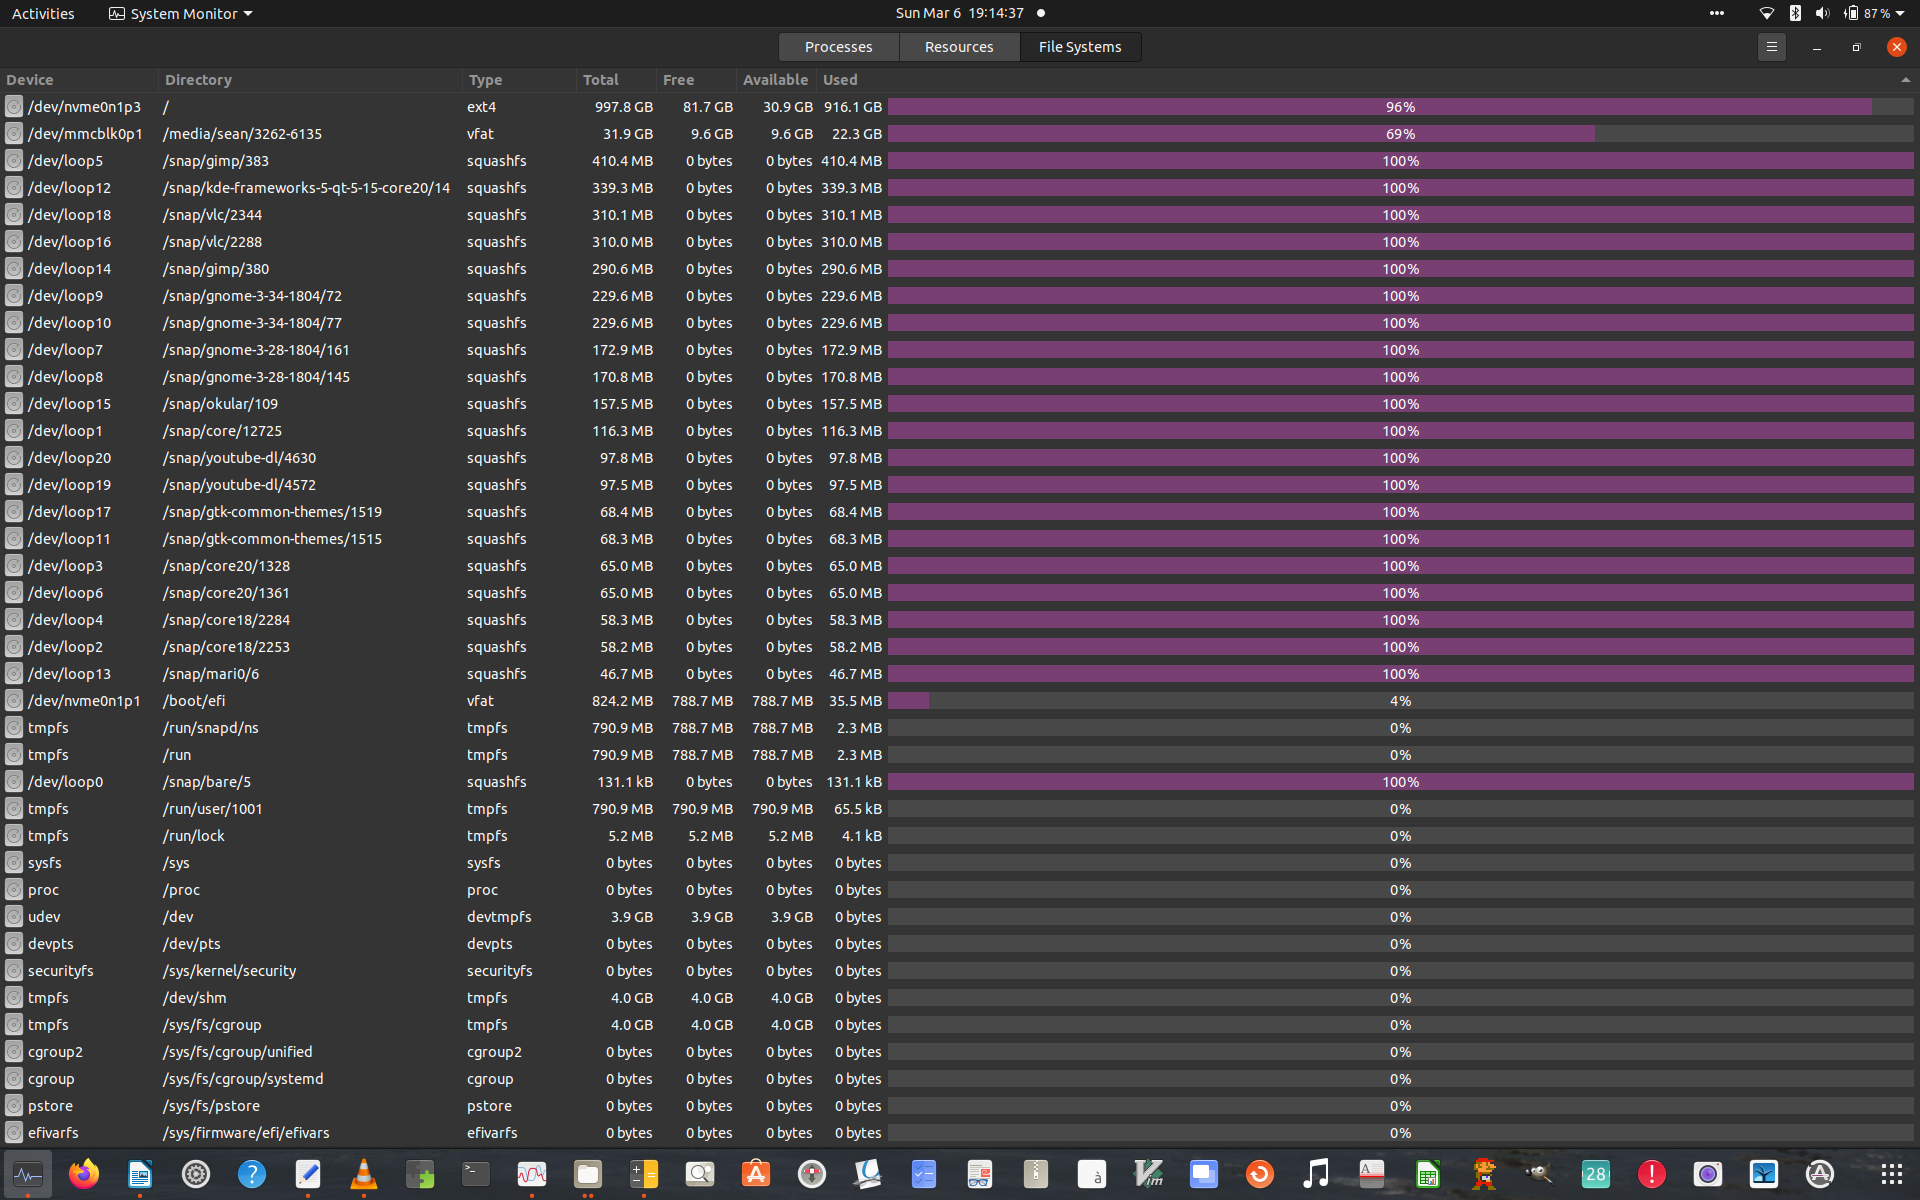 Activities System Monitor Sun Mar 6 19:14:37 87 %
Processes Resources File Systems
Device Directory Type Total Free Available Used
/dev/nvme0n1p3 / ext4 997.8 GB 81.7 GB 30.9 GB 916.1 GB 96%
/dev/mmcblk0p1 /media/sean/3262-6135 vfat 31.9 GB 9.6 GB 9.6 GB 22.3 GB 69%
/dev/loop5 /snap/gimp/383 squashfs 410.4 MB 0 bytes 0 bytes 410.4 MB 100%
/dev/loop12 /snap/kde-frameworks-5-qt-5-15-core20/14 squashfs 339.3 MB 0 bytes 0 bytes 339.3 MB 100%
/dev/loop18 /snap/vlc/2344 squashfs 310.1 MB 0 bytes 0 bytes 310.1 MB 100%
/dev/loop16 /snap/vlc/2288 squashfs 310.0 MB 0 bytes 0 bytes 310.0 MB 100%
/dev/loop14 /snap/gimp/380 squashfs 290.6 MB 0 bytes 0 bytes 290.6 MB 100%
/dev/loop9 /snap/gnome-3-34-1804/72 squashfs 229.6 MB 0 bytes 0 bytes 229.6 MB 100%
/dev/loop10 /snap/gnome-3-34-1804/77 squashfs 229.6 MB 0 bytes 0 bytes 229.6 MB 100%
/dev/loop7 /snap/gnome-3-28-1804/161 squashfs 172.9 MB 0 bytes 0 bytes 172.9 MB 100%
/dev/loop8 /snap/gnome-3-28-1804/145 squashfs 170.8 MB 0 bytes 0 bytes 170.8 MB 100%
/dev/loop15 /snap/okular/109 squashfs 157.5 MB 0 bytes 0 bytes 157.5 MB 100%
/dev/loop1 /snap/core/12725 squashfs 116.3 MB 0 bytes 0 bytes 116.3 MB 100%
/dev/loop20 /snap/youtube-dl/4630 squashfs 97.8 MB 0 bytes 0 bytes 97.8 MB 100%
/dev/loop19 /snap/youtube-dl/4572 squashfs 97.5 MB 0 bytes 0 bytes 97.5 MB 100%
/dev/loop17 /snap/gtk-common-themes/1519 squashfs 68.4 MB 0 bytes 0 bytes 68.4 MB 100%
/dev/loop11 /snap/gtk-common-themes/1515 squashfs 68.3 MB 0 bytes 0 bytes 68.3 MB 100%
/dev/loop3 /snap/core20/1328 squashfs 65.0 MB 0 bytes 0 bytes 65.0 MB 100%
/dev/loop6 /snap/core20/1361 squashfs 65.0 MB 0 bytes 0 bytes 65.0 MB 100%
/dev/loop4 /snap/core18/2284 squashfs 58.3 MB 0 bytes 0 bytes 58.3 MB 100%
/dev/loop2 /snap/core18/2253 squashfs 58.2 MB 0 bytes 0 bytes 58.2 MB 100%
/dev/loop13 /snap/mari0/6 squashfs 46.7 MB 0 bytes 0 bytes 46.7 MB 100%
/dev/nvme0n1p1 /boot/efi vfat 824.2 MB 788.7 MB 788.7 MB 35.5 MB 4%
tmpfs /run/snapd/ns tmpfs 790.9 MB 788.7 MB 788.7 MB 2.3 MB 0%
tmpfs /run tmpfs 790.9 MB 788.7 MB 788.7 MB 2.3 MB 0%
/dev/loop0 /snap/bare/5 squashfs 131.1 kB 0 bytes 0 bytes 131.1 kB 100%
tmpfs /run/user/1001 tmpfs 790.9 MB 790.9 MB 790.9 MB 65.5 kB 0%
tmpfs /run/lock tmpfs 5.2 MB 5.2 MB 5.2 MB 4.1 kB 0%
sysfs /sys sysfs 0 bytes 0 bytes 0 bytes 0 bytes 0%
proc /proc proc 0 bytes 0 bytes 0 bytes 0 bytes 0%
udev /dev devtmpfs 3.9 GB 3.9 GB 3.9 GB 0 bytes 0%
devpts /dev/pts devpts 0 bytes 0 bytes 0 bytes 0 bytes 0%
securityfs /sys/kernel/security securityfs 0 bytes 0 bytes 0 bytes 0 bytes 0%
tmpfs /dev/shm tmpfs 4.0 GB 4.0 GB 4.0 GB 0 bytes 0%
tmpfs /sys/fs/cgroup tmpfs 4.0 GB 4.0 GB 4.0 GB 0 bytes 0%
cgroup2 /sys/fs/cgroup/unified cgroup2 0 bytes 0 bytes 0 bytes 0 bytes 0%
cgroup /sys/fs/cgroup/systemd cgroup 0 bytes 0 bytes 0 bytes 0 bytes 0%
pstore /sys/fs/pstore pstore 0 bytes 0 bytes 0 bytes 0 bytes 0%
efivarfs /sys/firmware/efi/efivars efivarfs 0 bytes 0 bytes 0 bytes 0 bytes 0%
? >_ A à Vim A 28 !